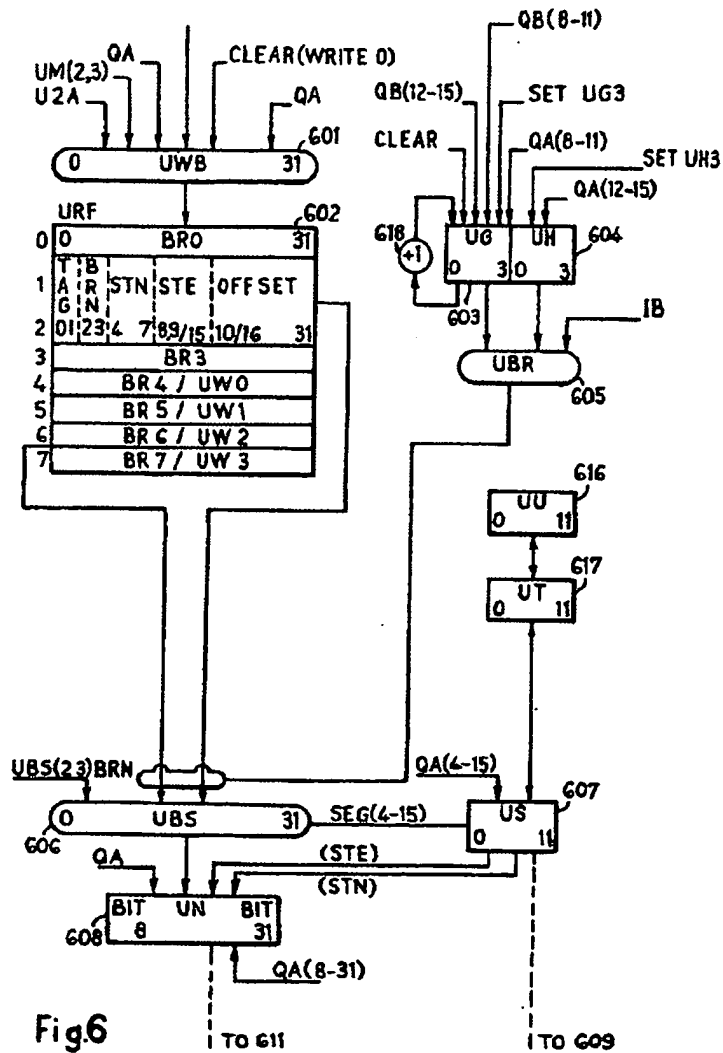 QB(8-11)
QA CLEAR(WRITE 0)
UM(2,3)
U2A QA
QB(12-15) SET UG3
CLEAR QA(8-11)
601
0 UWB 31
SET UH3
QA(12-15)
URF 602
0 0 BR0 31
618 +1 UG UH 604
0 3 0 3
603
1 TAG BRN STN STE OFFSET
2 01 23 4 7 8,9/15 10/16 31
IB
3 BR3
UBR
605
4 BR4 / UW0
5 BR5 / UW1
6 BR6 / UW2
7 BR7 / UW3
616
UU
0 11
617
UT
0 11
UBS(23)BRN
QA(4-15)
607
0 UBS 31 SEG(4-15) US
606
0 11
QA (STE)
(STN)
BIT UN BIT
608 8 31
QA(8-31)
Fig.6
TO 611 TO 609